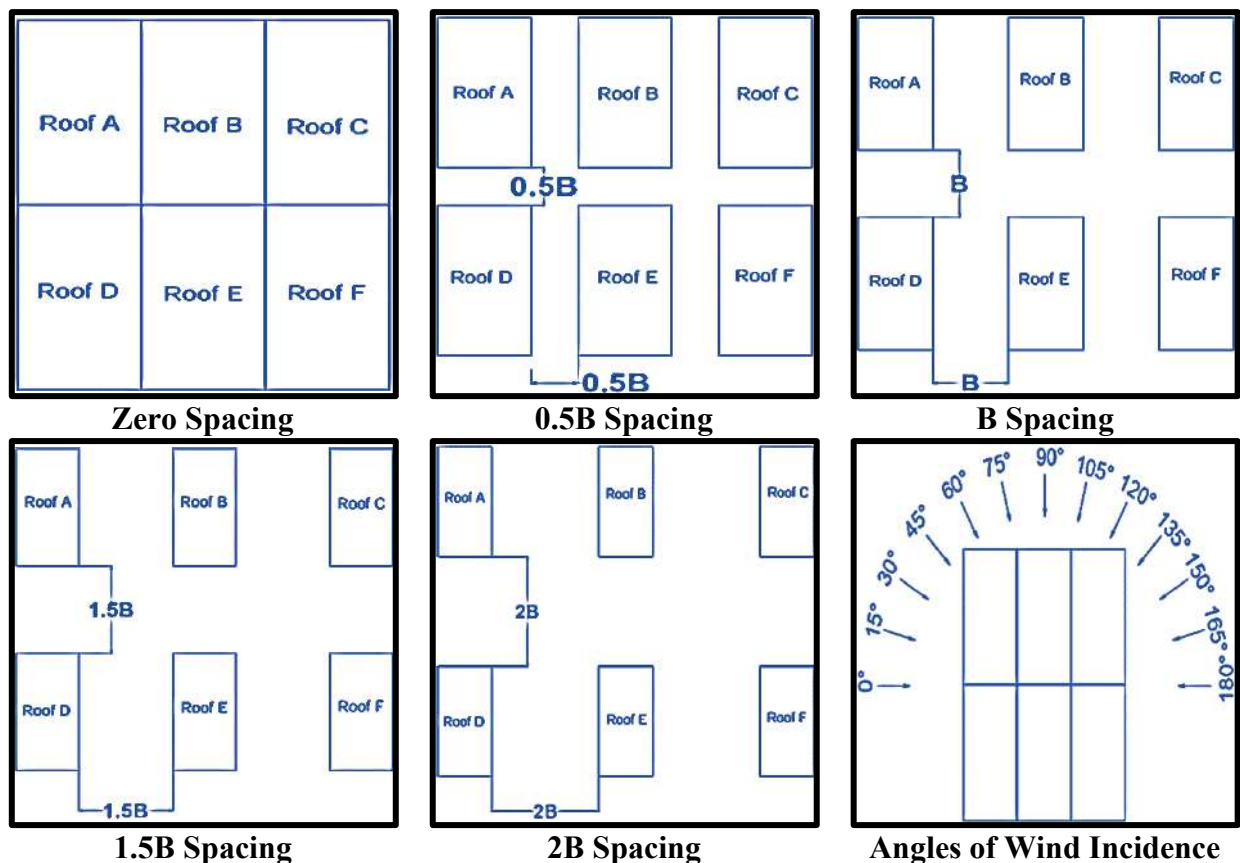 Roof A Roof B Roof C
Roof D Roof E Roof F
Zero Spacing
Roof A Roof B Roof C
0.5B
Roof D Roof E Roof F
0.5B
0.5B Spacing
Roof A Roof B Roof C
B
Roof D Roof E Roof F
B
B Spacing
Roof A Roof B Roof C
1.5B
Roof D Roof E Roof F
1.5B
1.5B Spacing
Roof A Roof B Roof C
2B
Roof D Roof E Roof F
2B
2B Spacing
0°
15°
30°
45°
60°
75°
90°
105°
120°
135°
150°
165°
180°
Angles of Wind Incidence